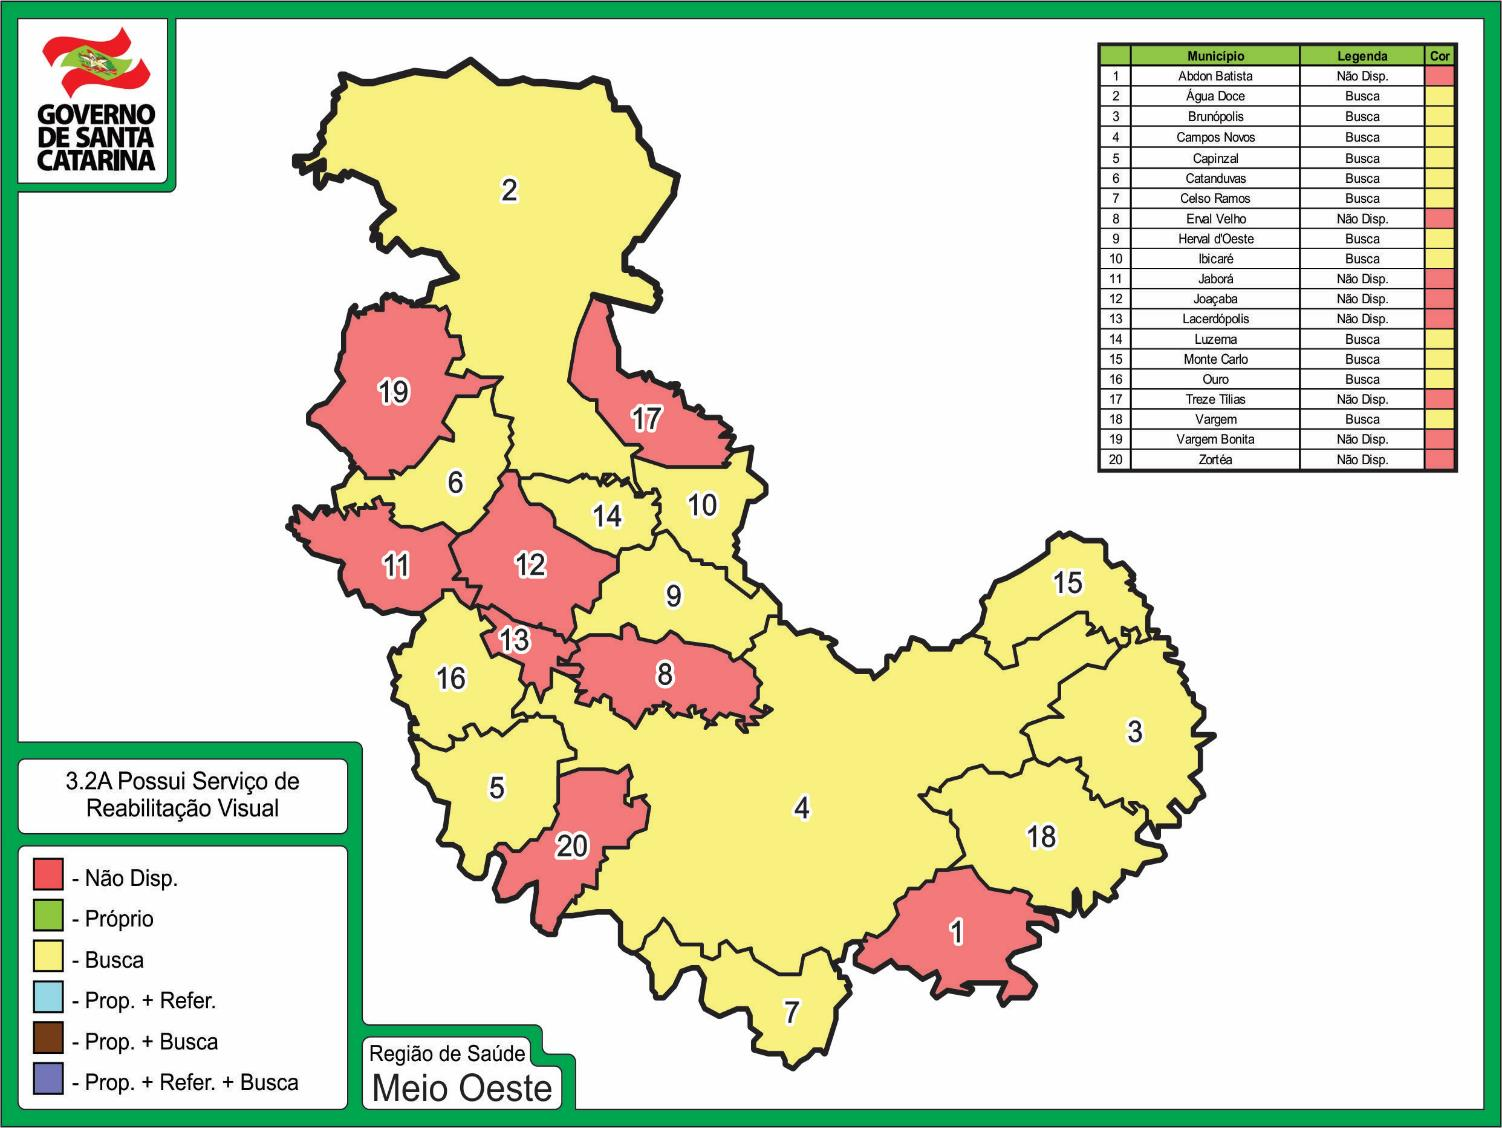 GOVERNO
DE SANTA
CATARINA
Município Legenda Cor
1 Abdon Batista Não Disp.
2 Água Doce Busca
3 Brunópolis Busca
4 Campos Novos Busca
5 Capinzal Busca
6 Catanduvas Busca
7 Celso Ramos Busca
8 Erval Velho Não Disp.
9 Herval d'Oeste Busca
10 Ibicaré Busca
11 Jaborá Não Disp.
12 Joaçaba Não Disp.
13 Lacerdópolis Não Disp.
14 Luzerna Busca
15 Monte Carlo Busca
16 Ouro Busca
17 Treze Tílias Não Disp.
18 Vargem Busca
19 Vargem Bonita Não Disp.
20 Zortéa Não Disp.
2
19
17
6
10
14
11
12
15
9
13
8
16
3
5
4
18
20
1
7
3.2A Possui Serviço de
Reabilitação Visual
- Não Disp.
- Próprio
- Busca
- Prop. + Refer.
- Prop. + Busca
- Prop. + Refer. + Busca
Região de Saúde
Meio Oeste